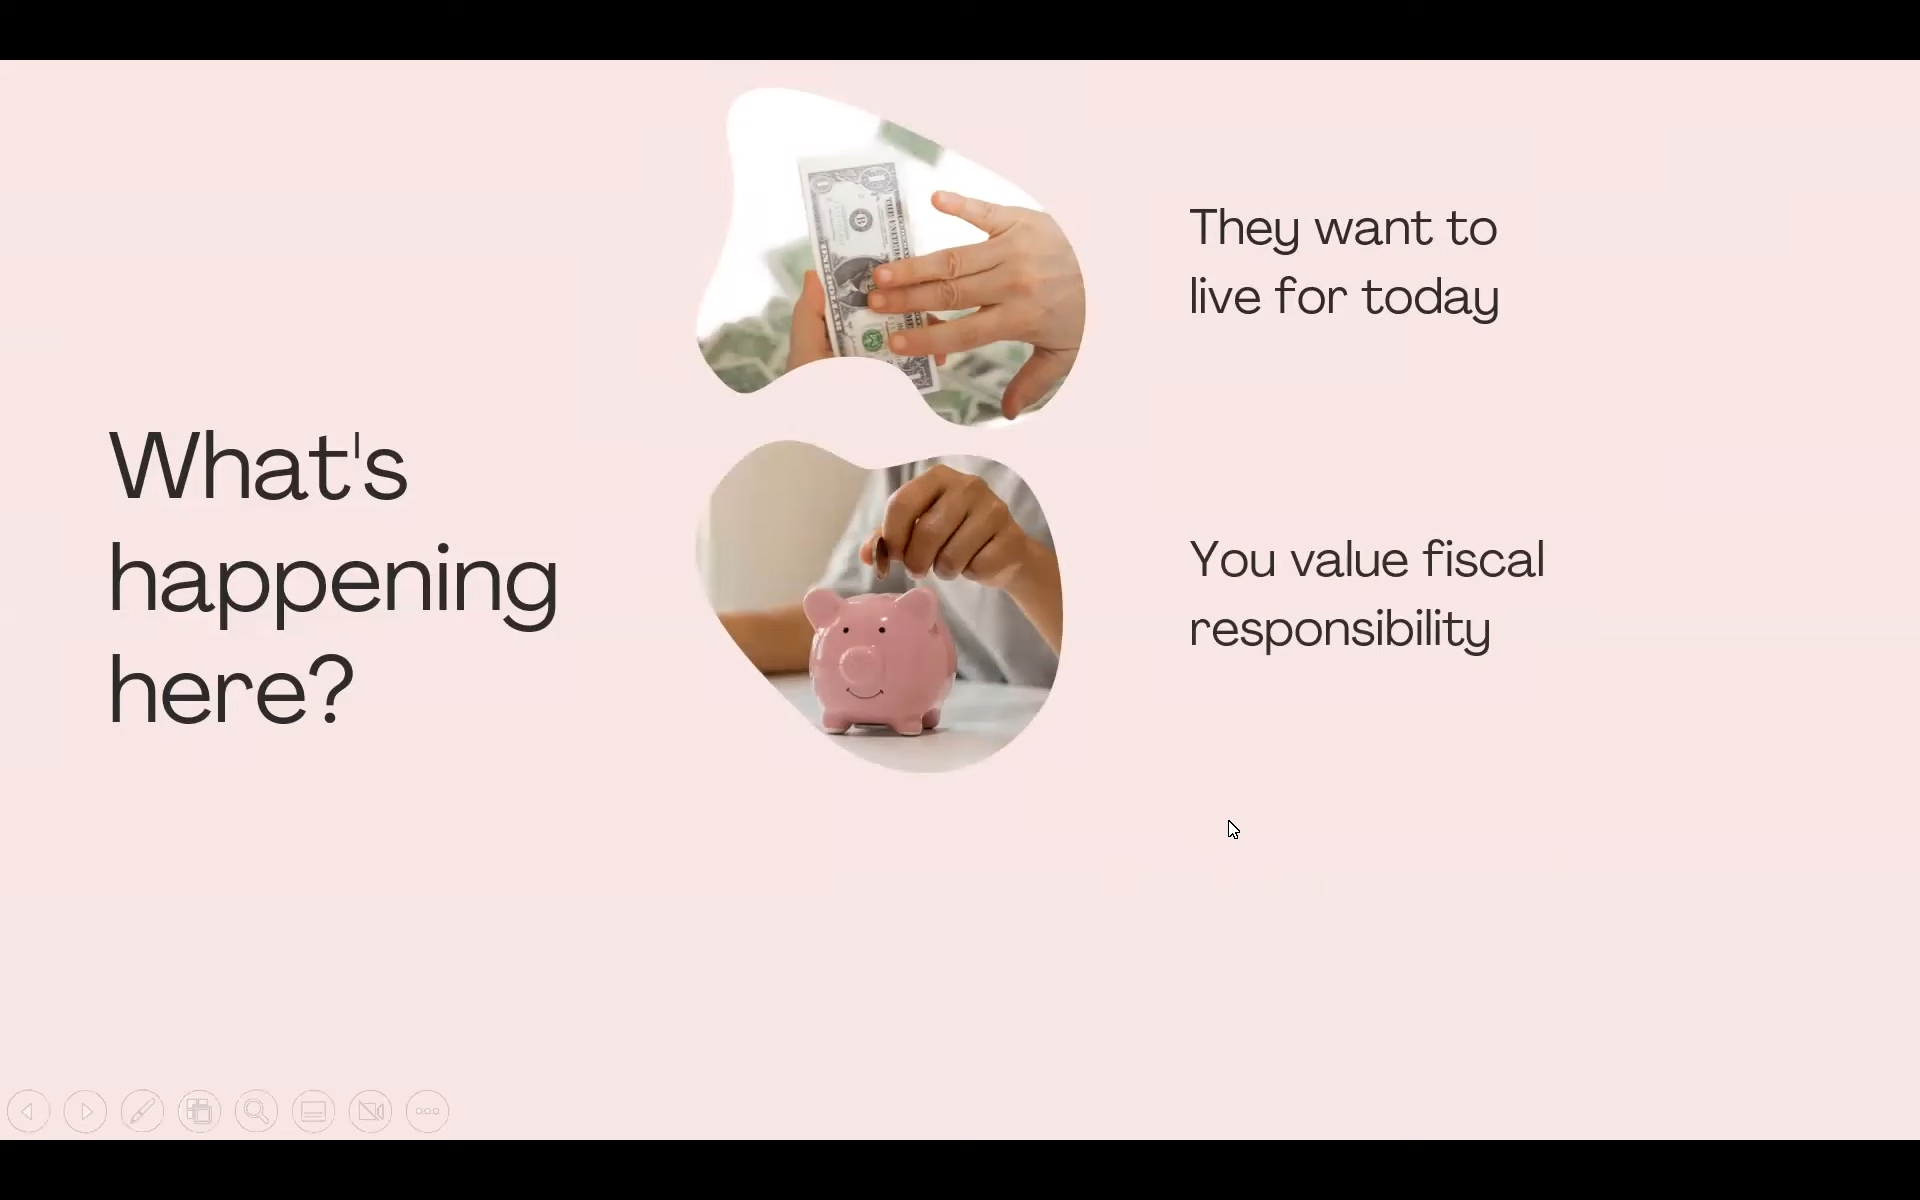 What's
happening
here?
They want to
live for today
You value fiscal
responsibility